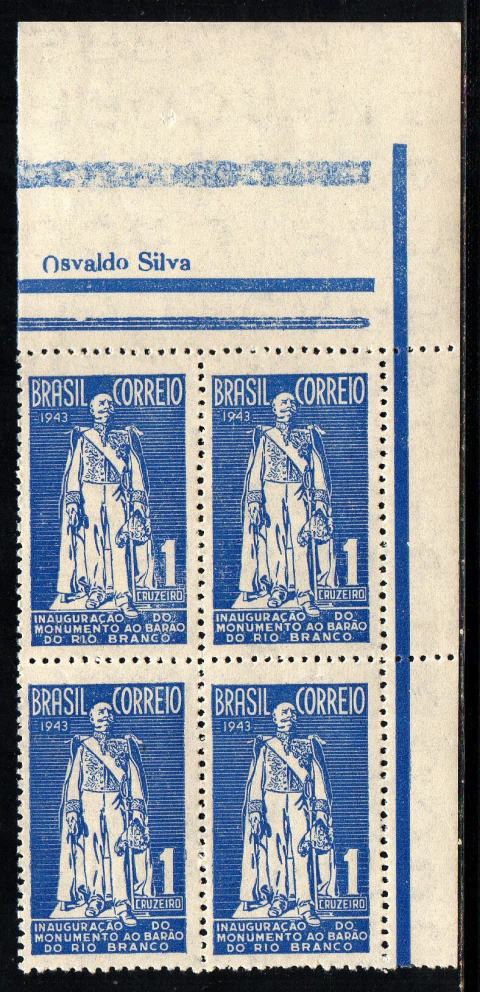 Osvaldo Silva
BRASIL CORREIO
1943
1
CRUZEIRO
INAUGURAÇÃO DO
MONUMENTO AO BARÃO
DO RIO BRANCO
BRASIL CORREIO
1943
1
CRUZEIRO
INAUGURAÇÃO DO
MONUMENTO AO BARÃO
DO RIO BRANCO
BRASIL CORREIO
1943
1
CRUZEIRO
INAUGURAÇÃO DO
MONUMENTO AO BARÃO
DO RIO BRANCO
BRASIL CORREIO
1943
1
CRUZEIRO
INAUGURAÇÃO DO
MONUMENTO AO BARÃO
DO RIO BRANCO